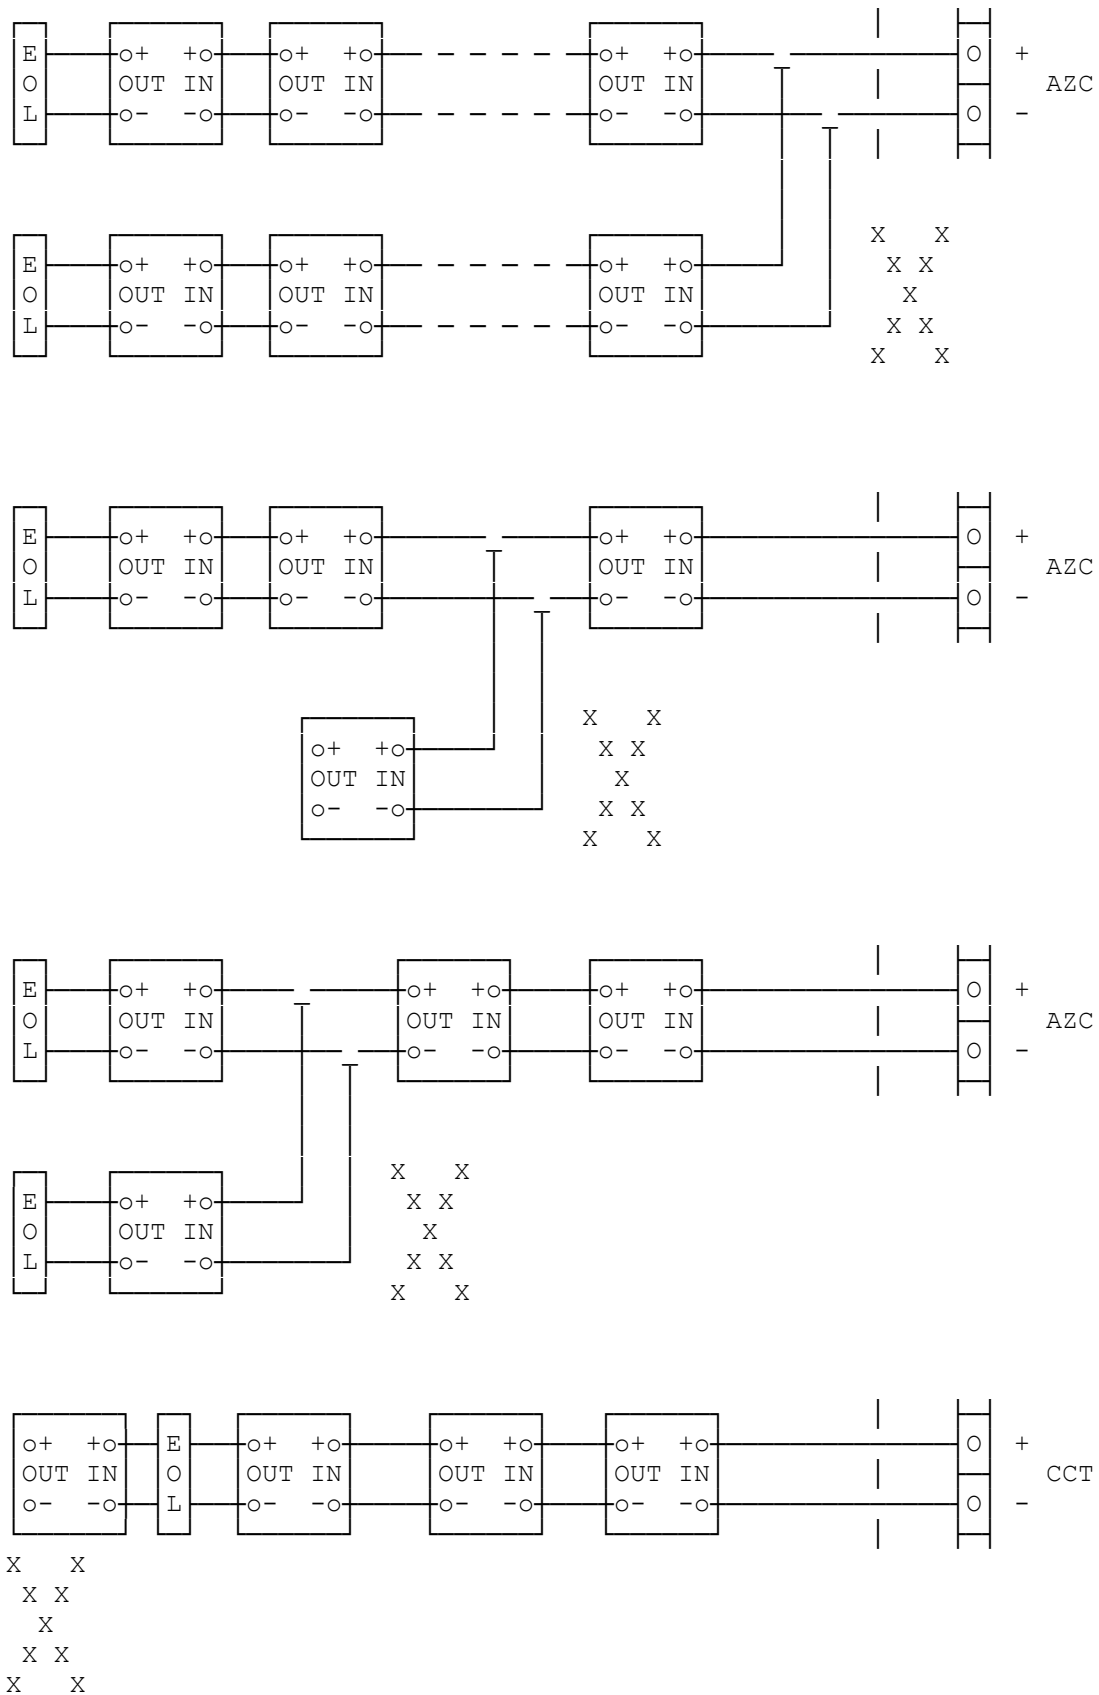 E o+ +o o+ +o o+ +o O +
O OUT IN OUT IN OUT IN AZC
L o- -o o- -o o- -o O -
X X
E o+ +o o+ +o o+ +o X X
O OUT IN OUT IN OUT IN X
L o- -o o- -o o- -o X X
X X
E o+ +o o+ +o o+ +o O +
O OUT IN OUT IN OUT IN AZC
L o- -o o- -o o- -o O -
X X
o+ +o X X
OUT IN X
o- -o X X
X X
E o+ +o o+ +o o+ +o O +
O OUT IN OUT IN OUT IN AZC
L o- -o o- -o o- -o O -
X X
E o+ +o X X
O OUT IN X
L o- -o X X
X X
o+ +o E o+ +o o+ +o o+ +o O +
OUT IN O OUT IN OUT IN OUT IN CCT
o- -o L o- -o o- -o o- -o O -
X X
X X
X
X X
X X